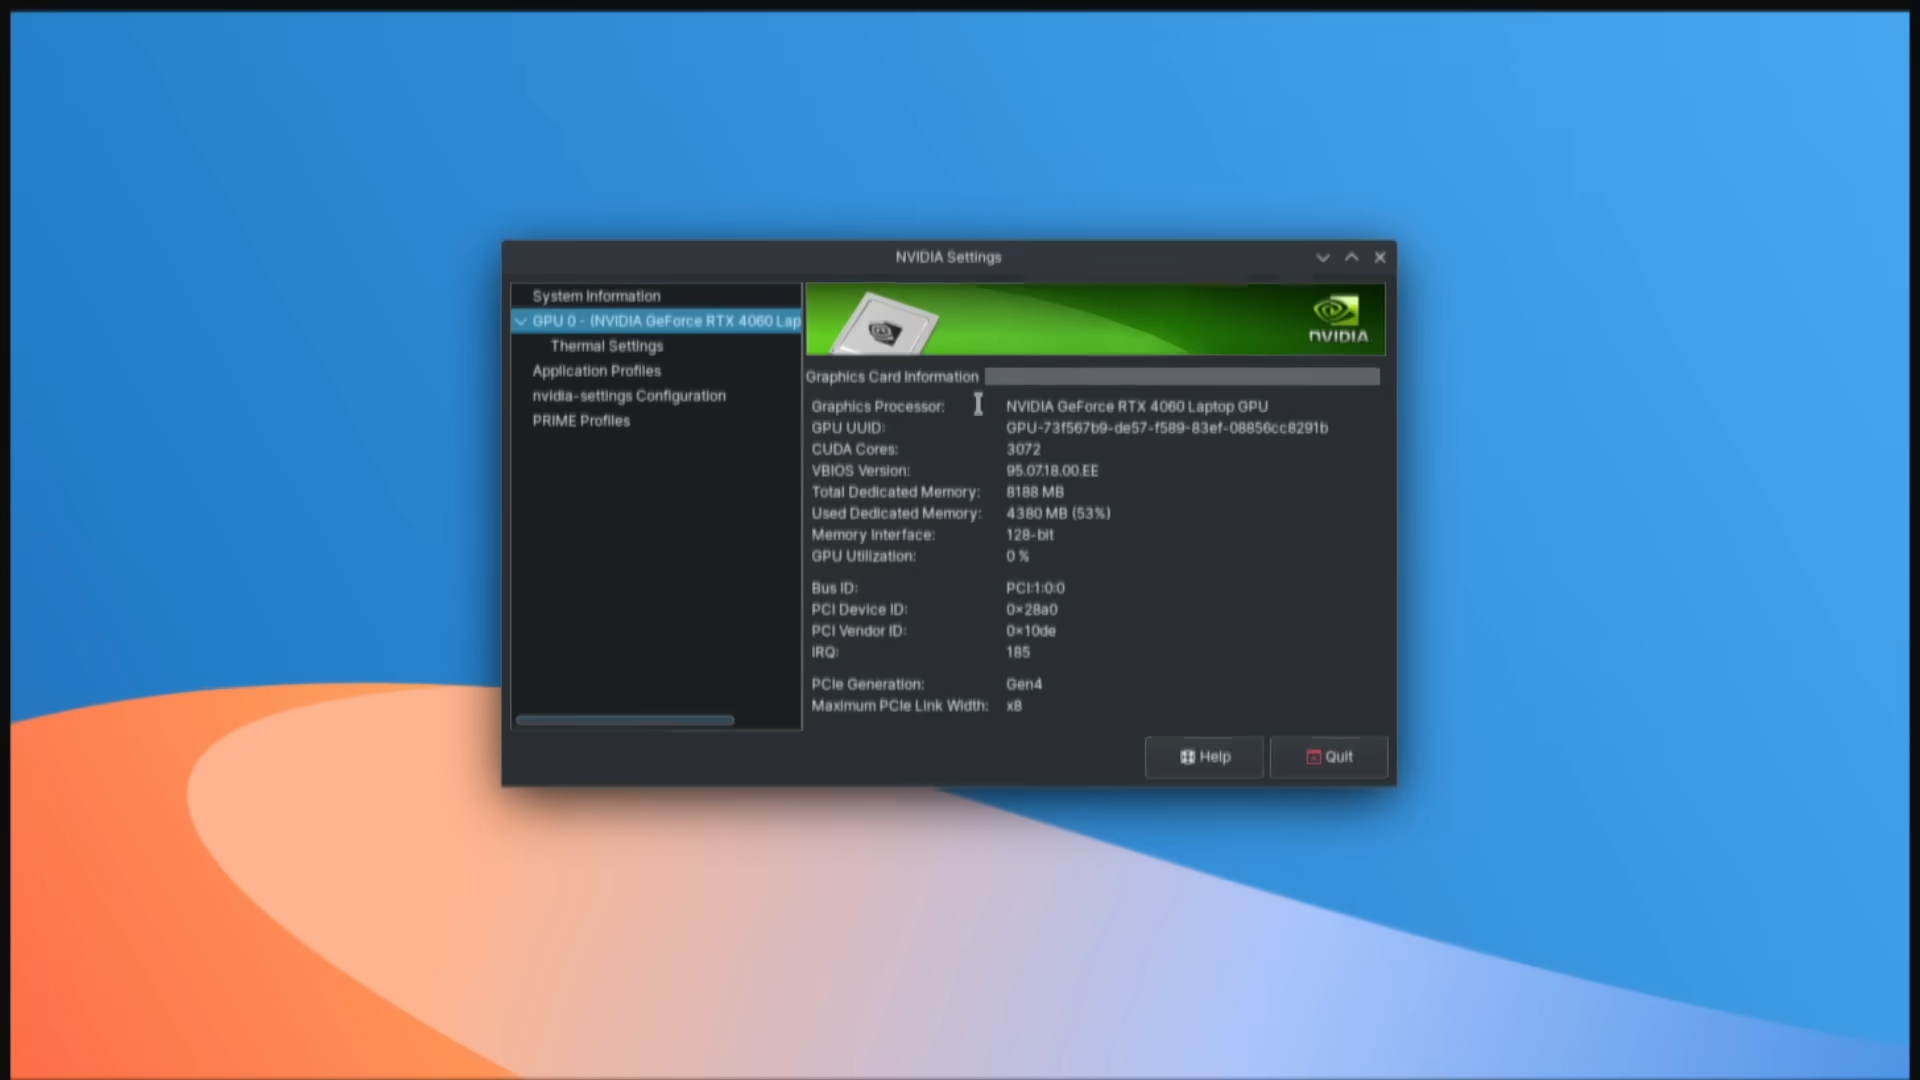 NVIDIA Settings
System Information
GPU 0 - (NVIDIA GeForce RTX 4060 Lap
Thermal Settings
Application Profiles
nvidia-settings Configuration
PRIME Profiles
NVIDIA
Graphics Card Information
Graphics Processor: NVIDIA GeForce RTX 4060 Laptop GPU
GPU UUID: GPU-73f567b9-de57-f589-83ef-08856cc8291b
CUDA Cores: 3072
VBIOS Version: 95.07.18.00.EE
Total Dedicated Memory: 8188 MB
Used Dedicated Memory: 4380 MB (53%)
Memory Interface: 128-bit
GPU Utilization: 0 %
Bus ID: PCI:1:0:0
PCI Device ID: 0×28a0
PCI Vendor ID: 0×10de
IRQ: 185
PCIe Generation: Gen4
Maximum PCIe Link Width: x8
Help
Quit